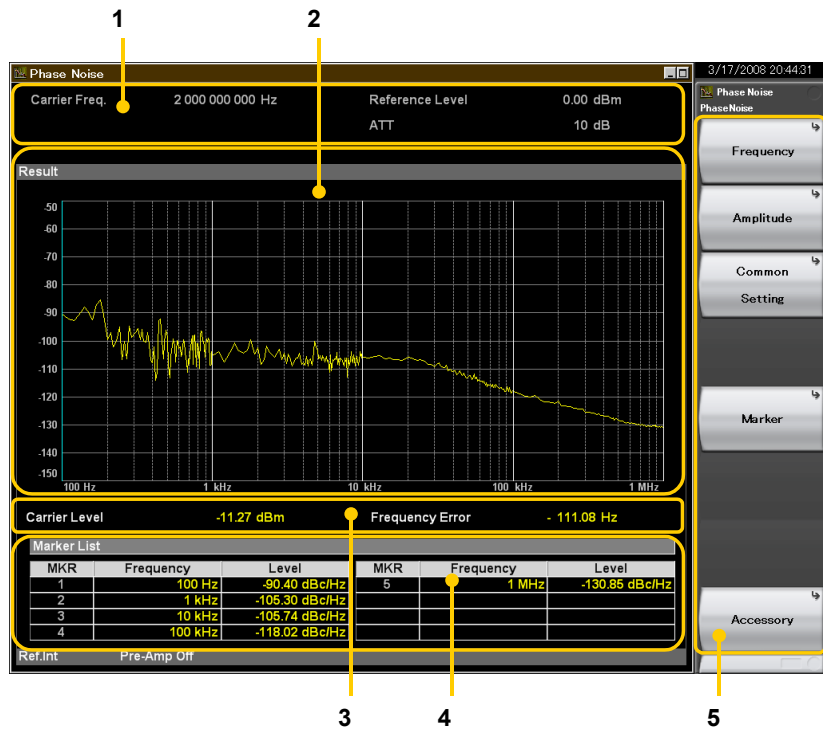 1 2
Phase Noise
3/17/2008 20:44:31
Carrier Freq. 2 000 000 000 Hz Reference Level 0.00 dBm
ATT 10 dB
Phase Noise
PhaseNoise
Frequency
Amplitude
Common
Setting
Marker
Accessory
Result
-50
-60
-70
-80
-90
-100
-110
-120
-130
-140
-150
100 Hz 1 kHz 10 kHz 100 kHz 1 MHz
Carrier Level -11.27 dBm Frequency Error - 111.08 Hz
Marker List
MKR Frequency Level MKR Frequency Level
1 100 Hz -90.40 dBc/Hz 5 1 MHz -130.85 dBc/Hz
2 1 kHz -105.30 dBc/Hz
3 10 kHz -105.74 dBc/Hz
4 100 kHz -118.02 dBc/Hz
Ref.Int Pre-Amp Off
3 4 5